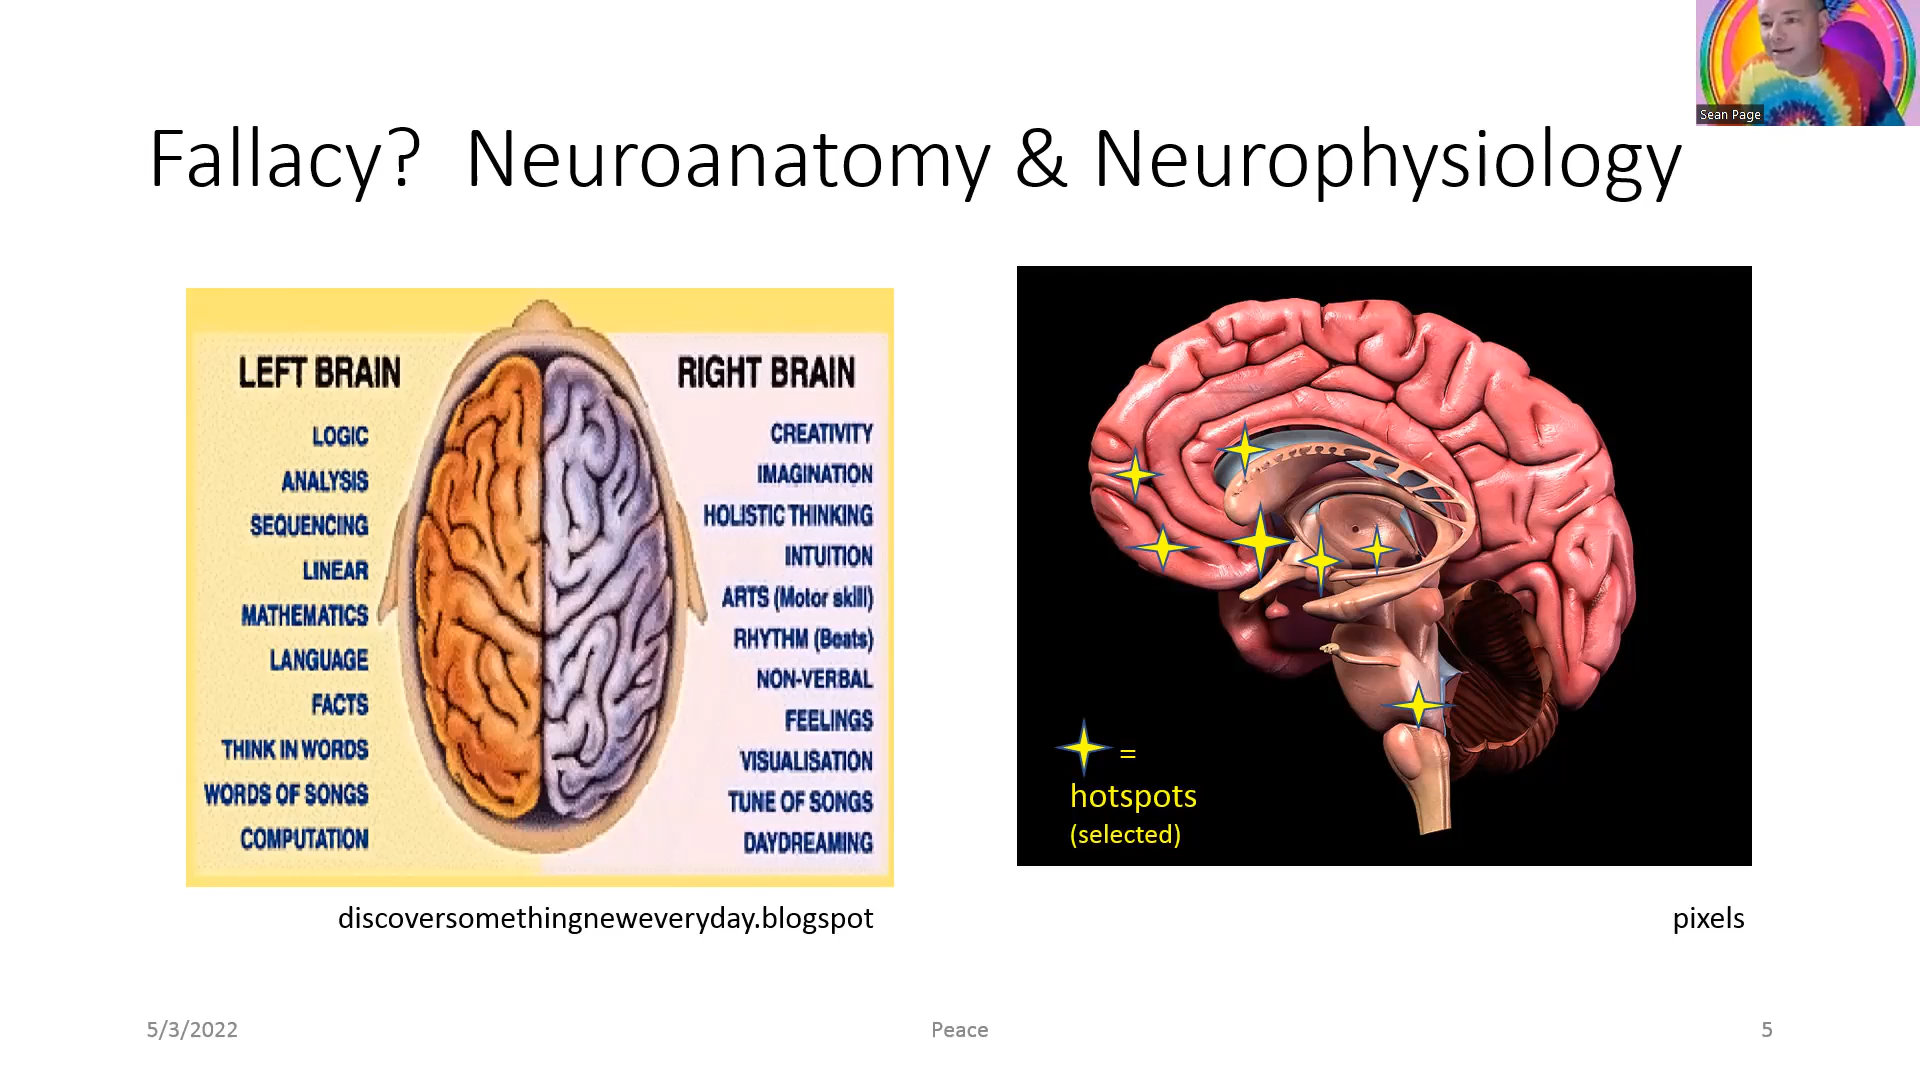 Sean Page
Fallacy?  Neuroanatomy & Neurophysiology
LEFT BRAIN
LOGIC
ANALYSIS
SEQUENCING
LINEAR
MATHEMATICS
LANGUAGE
FACTS
THINK IN WORDS
WORDS OF SONGS
COMPUTATION
RIGHT BRAIN
CREATIVITY
IMAGINATION
HOLISTIC THINKING
INTUITION
ARTS (Motor skill)
RHYTHM (Beats)
NON-VERBAL
FEELINGS
VISUALISATION
TUNE OF SONGS
DAYDREAMING
=
hotspots
(selected)
discoversomethingneweveryday.blogspot
pixels
5/3/2022
Peace
5